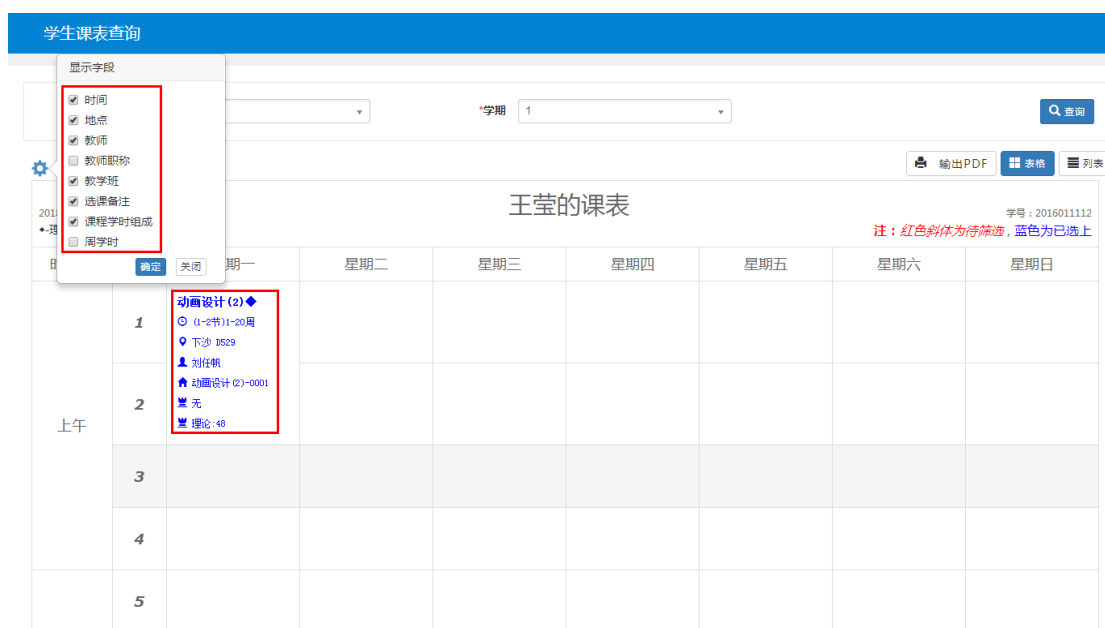 学生课表查询
显示字段
时间
地点
教师
教师职称
教学班
选课备注
课程学时组成
周学时
确定 关闭
*学期 1
查询
输出PDF 表格 列表
201
王莹的课表
学号：2016011112
◆-理
注：红色斜体为待筛选，蓝色为已选上
期一 星期二 星期三 星期四 星期五 星期六 星期日
上午
1
动画设计(2)◆
(1-2节)1-20周
下沙 D529
刘任帆
动画设计(2)-0001
无
理论:48
2
3
4
5